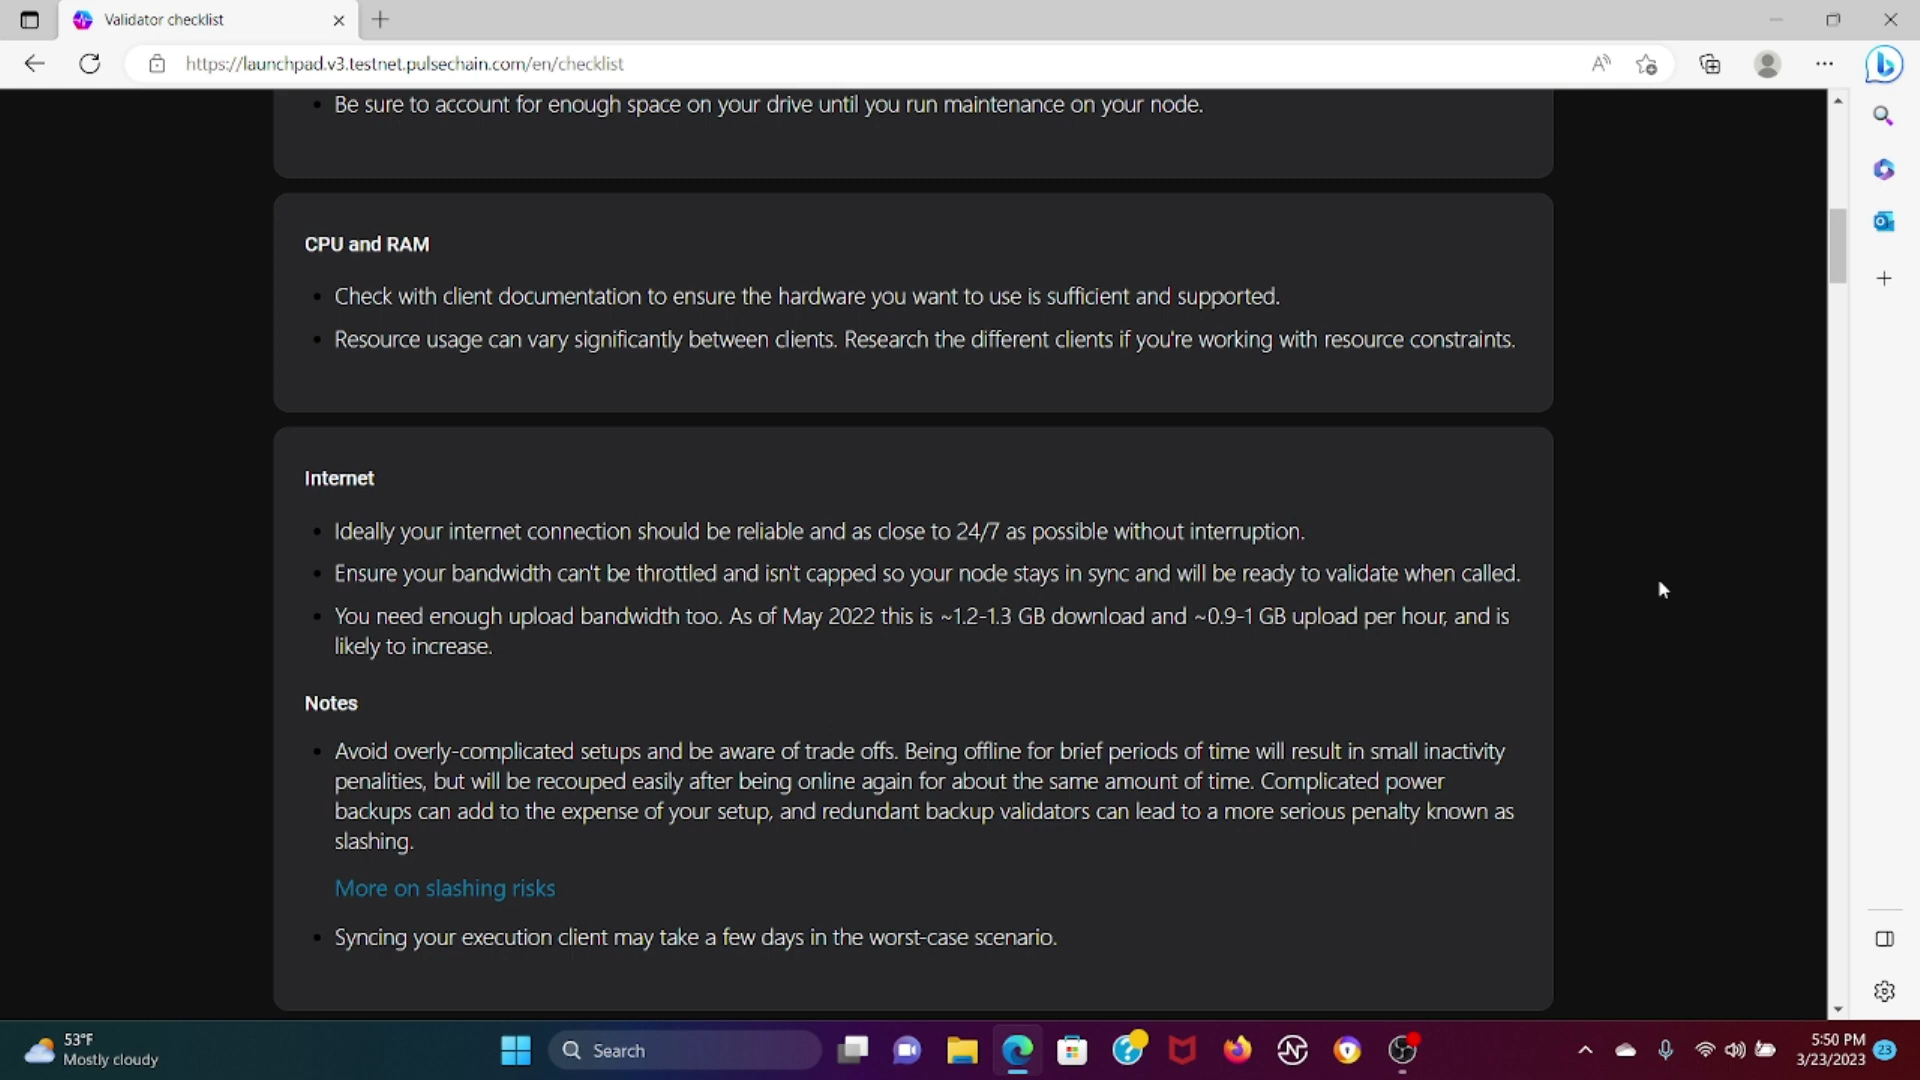 Validator checklist
https://launchpad.v3.testnet.pulsechain.com/en/checklist
Be sure to account for enough space on your drive until you run maintenance on your node.
CPU and RAM
Check with client documentation to ensure the hardware you want to use is sufficient and supported.
Resource usage can vary significantly between clients. Research the different clients if you're working with resource constraints.
Internet
Ideally your internet connection should be reliable and as close to 24/7 as possible without interruption.
Ensure your bandwidth can't be throttled and isn't capped so your node stays in sync and will be ready to validate when called.
You need enough upload bandwidth too. As of May 2022 this is ~1.2-1.3 GB download and ~0.9-1 GB upload per hour, and is
likely to increase.
Notes
Avoid overly-complicated setups and be aware of trade offs. Being offline for brief periods of time will result in small inactivity
penalities, but will be recouped easily after being online again for about the same amount of time. Complicated power
backups can add to the expense of your setup, and redundant backup validators can lead to a more serious penalty known as
slashing.
More on slashing risks
Syncing your execution client may take a few days in the worst-case scenario.
53°F
Mostly cloudy
Search
5:50 PM
3/23/2023
23